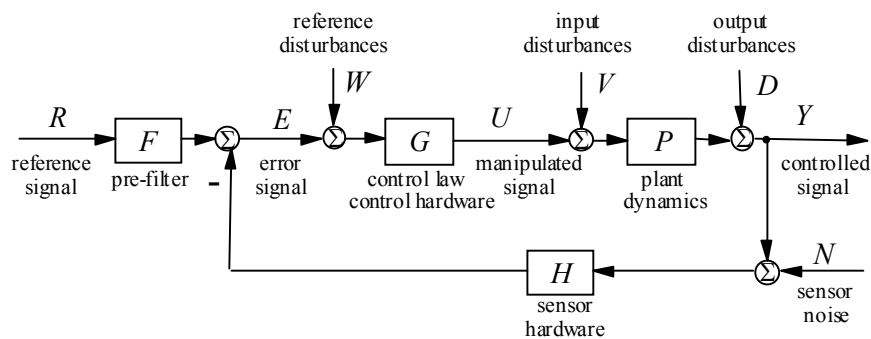 reference
disturbances
input
disturbances
output
disturbances
W
V
D
R
F
Σ
E
Σ
G
U
Σ
P
Σ
Y
reference
signal
pre-filter
-
error
signal
control law
control hardware
manipulated
signal
plant
dynamics
controlled
signal
H
Σ
N
sensor
hardware
sensor
noise